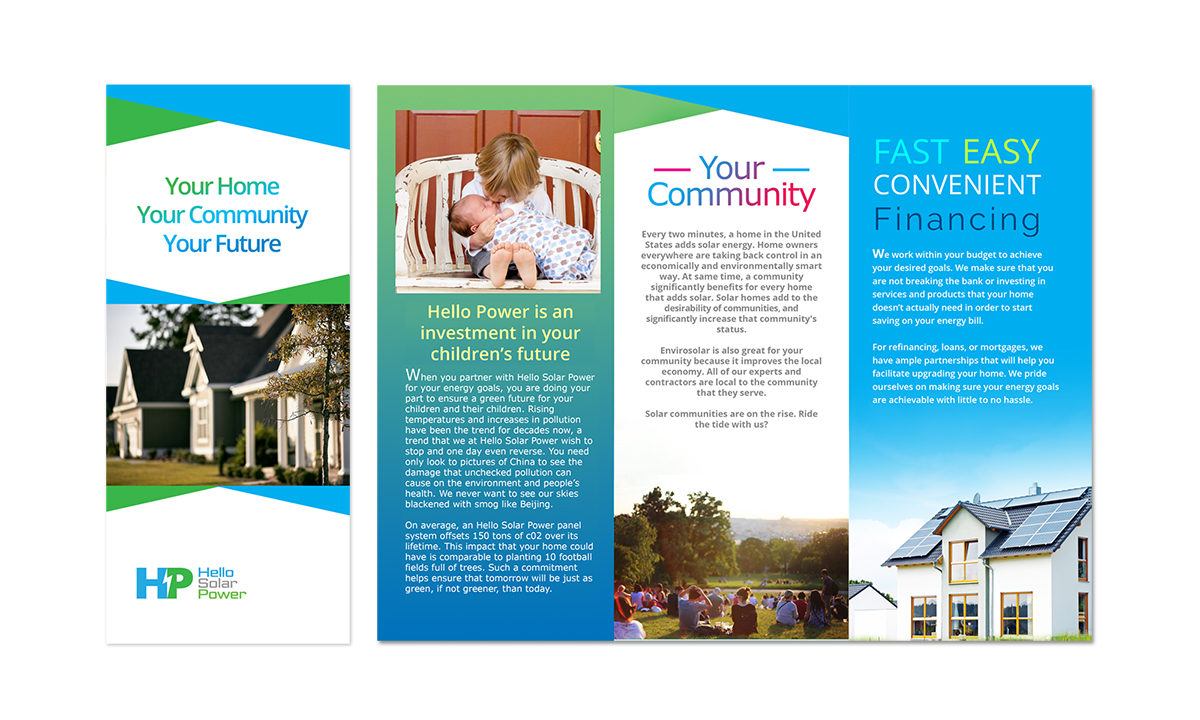 Your Home
Your Community
Your Future
HP
Hello
Solar
Power
Hello Power is an
investment in your
children's future
When you partner with Hello Solar Power
for your energy goals, you are doing your
part to ensure a green future for your
children and their children. Rising
temperatures and increases in pollution
have been the trend for decades now, a
trend that we at Hello Solar Power wish to
stop and one day even reverse. You need
only look to pictures of China to see the
damage that unchecked pollution can
cause on the environment and people's
health. We never want to see our skies
blackened with smog like Beijing.
On average, an Hello Solar Power panel
system offsets 150 tons of c02 over its
lifetime. This impact that your home could
have is comparable to planting 10 football
fields full of trees. Such a commitment
helps ensure that tomorrow will be just as
green, if not greener, than today.
Your
Community
Every two minutes, a home in the United
States adds solar energy. Home owners
everywhere are taking back control in an
economically and environmentally smart
way. At same time, a community
significantly benefits for every home
that adds solar. Solar homes add to the
desirability of communities, and
significantly increase that community's
status.
Envirosolar is also great for your
community because it improves the local
economy. All of our experts and
contractors are local to the community
that they serve.
Solar communities are on the rise. Ride
the tide with us?
FAST EASY
CONVENIENT
Financing
We work within your budget to achieve
your desired goals. We make sure that you
are not breaking the bank or investing in
services and products that your home
doesn't actually need in order to start
saving on your energy bill.
For refinancing, loans, or mortgages, we
have ample partnerships that will help you
facilitate upgrading your home. We pride
ourselves on making sure your energy goals
are achievable with little to no hassle.